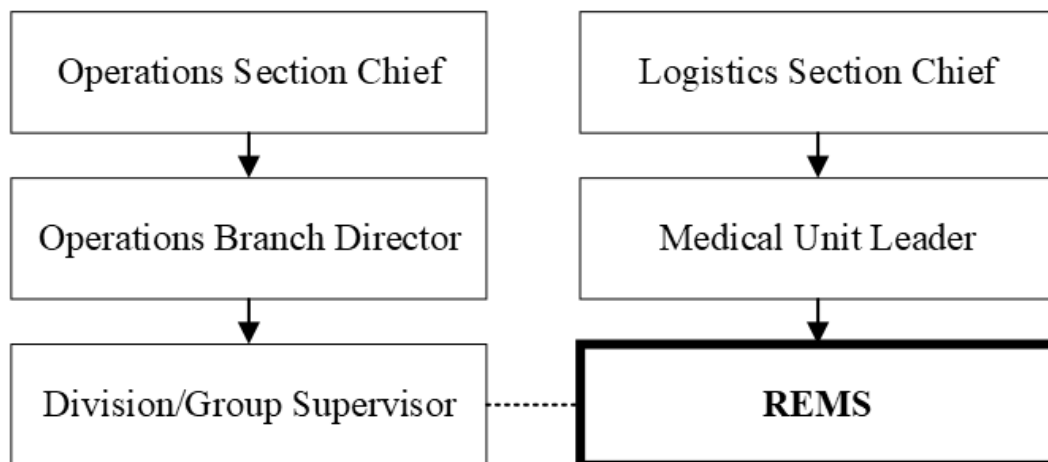 Operations Section Chief
Logistics Section Chief
Operations Branch Director
Medical Unit Leader
Division/Group Supervisor
REMS